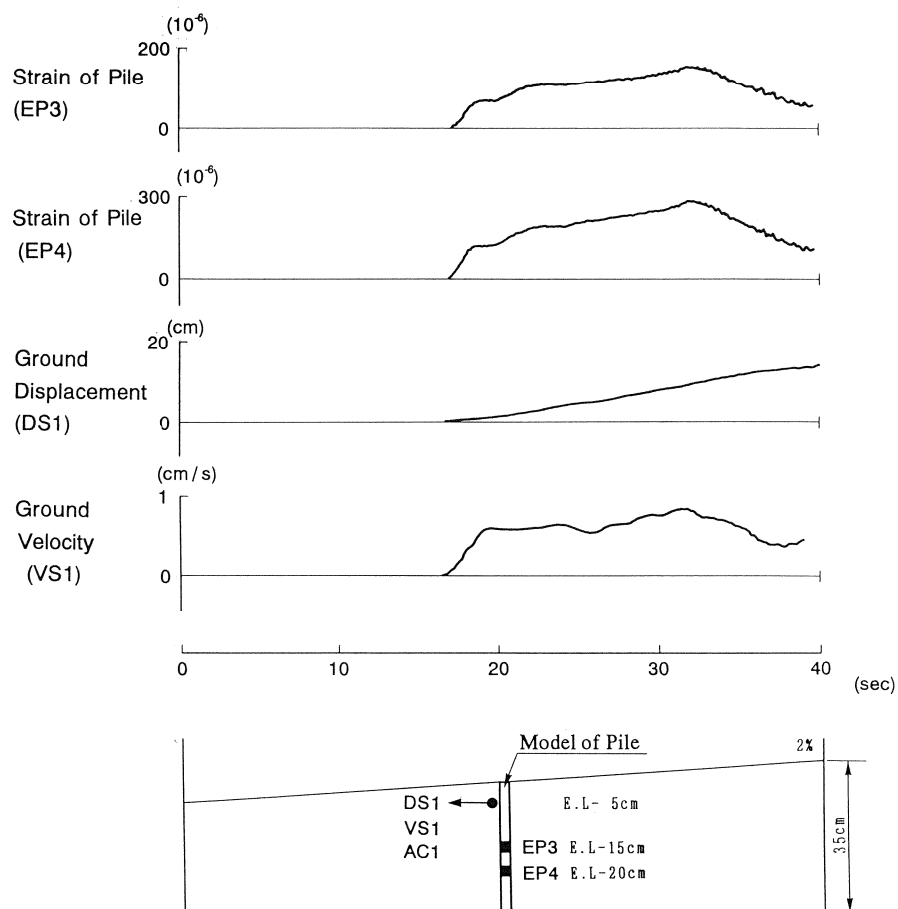 (10⁻⁶)
200
Strain of Pile
(EP3)
0
(10⁻⁶)
300
Strain of Pile
(EP4)
0
(cm)
20
Ground
Displacement
(DS1)
0
(cm/s)
1
Ground
Velocity
(VS1)
0
0 10 20 30 40
(sec)
Model of Pile
2%
DS1
E.L- 5cm
VS1
AC1
EP3 E.L-15cm
EP4 E.L-20cm
35cm